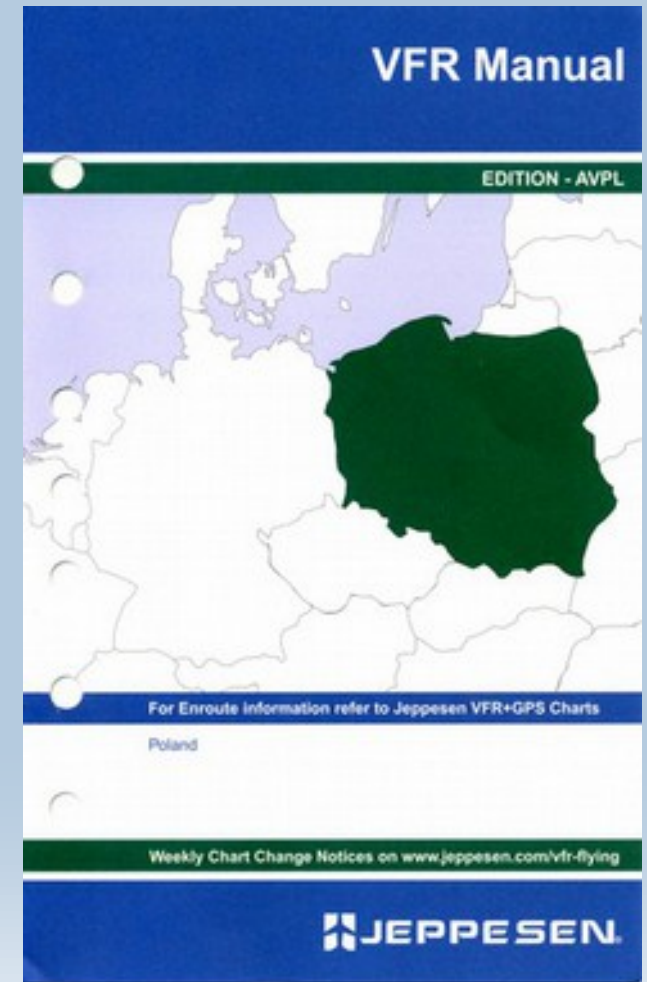 VFR Manual
EDITION - AVPL
For Enroute information refer to Jeppesen VFR+GPS Charts
Poland
Weekly Chart Change Notices on www.jeppesen.com/vfr-flying
JEPPESEN.